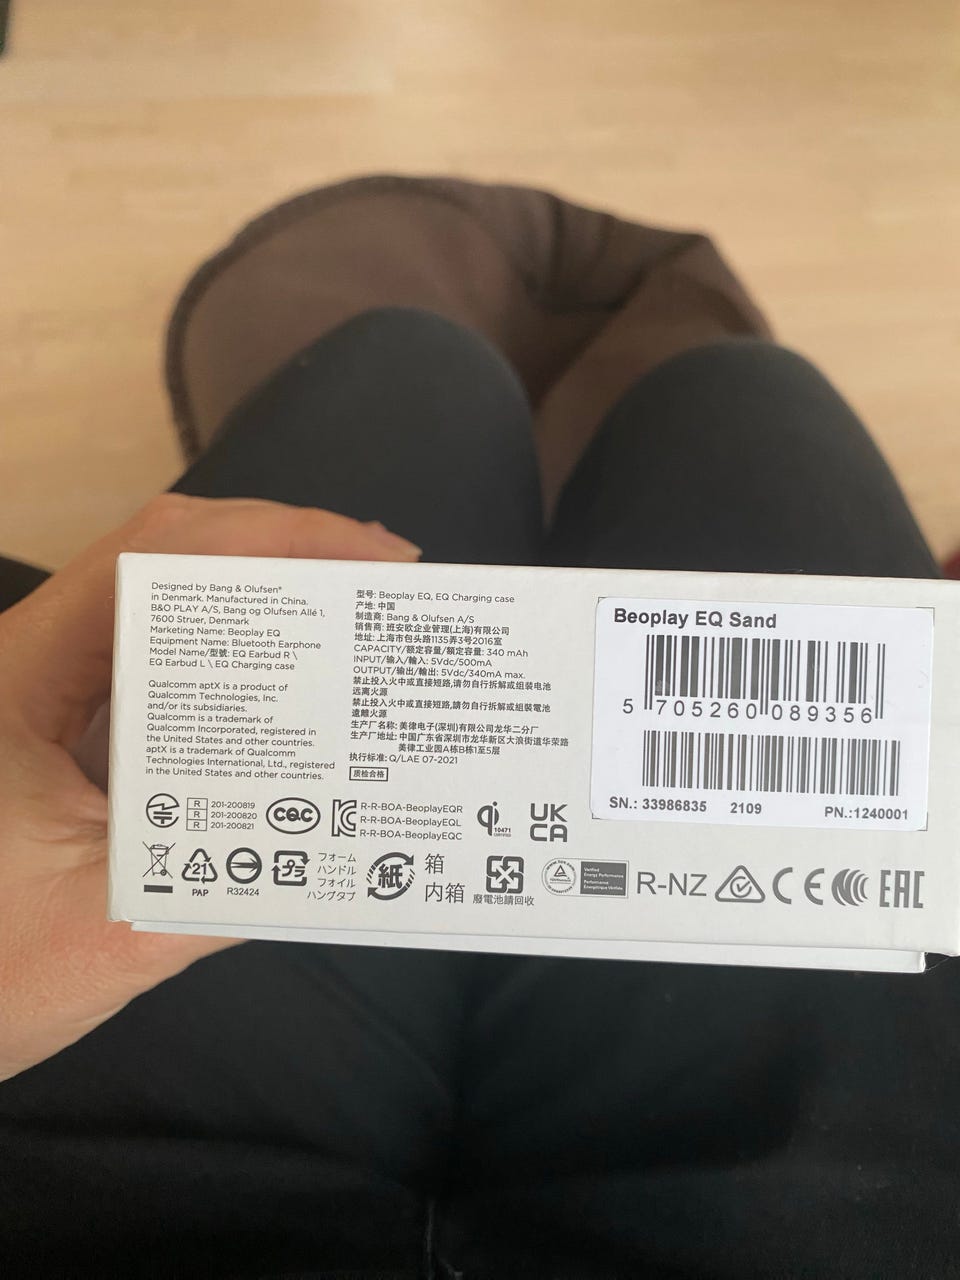 Designed by Bang & Olufsen®
in Denmark. Manufactured in China.
B&O PLAY A/S, Bang og Olufsen Allé 1,
7600 Struer, Denmark
Marketing Name: Beoplay EQ
Equipment Name: Bluetooth Earphone
Model Name/型號: EQ Earbud R \
EQ Earbud L \ EQ Charging case
Qualcomm aptX is a product of
Qualcomm Technologies, Inc.
and/or its subsidiaries.
Qualcomm is a trademark of
Qualcomm Incorporated, registered in
the United States and other countries.
aptX is a trademark of Qualcomm
Technologies International, Ltd., registered
in the United States and other countries.
型号: Beoplay EQ, EQ Charging case
产地: 中国
制造商: Bang & Olufsen A/S
销售商: 班安欧企业管理(上海)有限公司
地址: 上海市包头路1135弄3号2016室
CAPACITY/额定容量/額定容量: 340 mAh
INPUT/输入/輸入: 5Vdc/500mA
OUTPUT/输出/輸出: 5Vdc/340mA max.
禁止投入火中或直接短路,请勿自行拆解或组装电池
远离火源
禁止投入火中或直接短路,請勿自行拆解或組裝電池
遠離火源
生产厂名称: 美律电子(深圳)有限公司龙华二分厂
生产厂地址: 中国广东省深圳市龙华新区大浪街道华荣路
美律工业园A栋B栋1至5层
执行标准: Q/LAE 07-2021
质检合格
Beoplay EQ Sand
5 705260 089356
SN.: 33986835 2109 PN.:1240001
R 201-200819
R 201-200820
R 201-200821
CQC
R-R-BOA-BeoplayEQR
R-R-BOA-BeoplayEQL
R-R-BOA-BeoplayEQC
qi
10471
CERTIFIED
UK
CA
21
PAP
R32424
プラ
フォーム
ハンドル
フォイル
ハングタブ
紙
箱
内箱
廢電池請回收
Verified
Energy Performance
Performance
Énergétique Vérifiée
R-NZ
CE
EAC